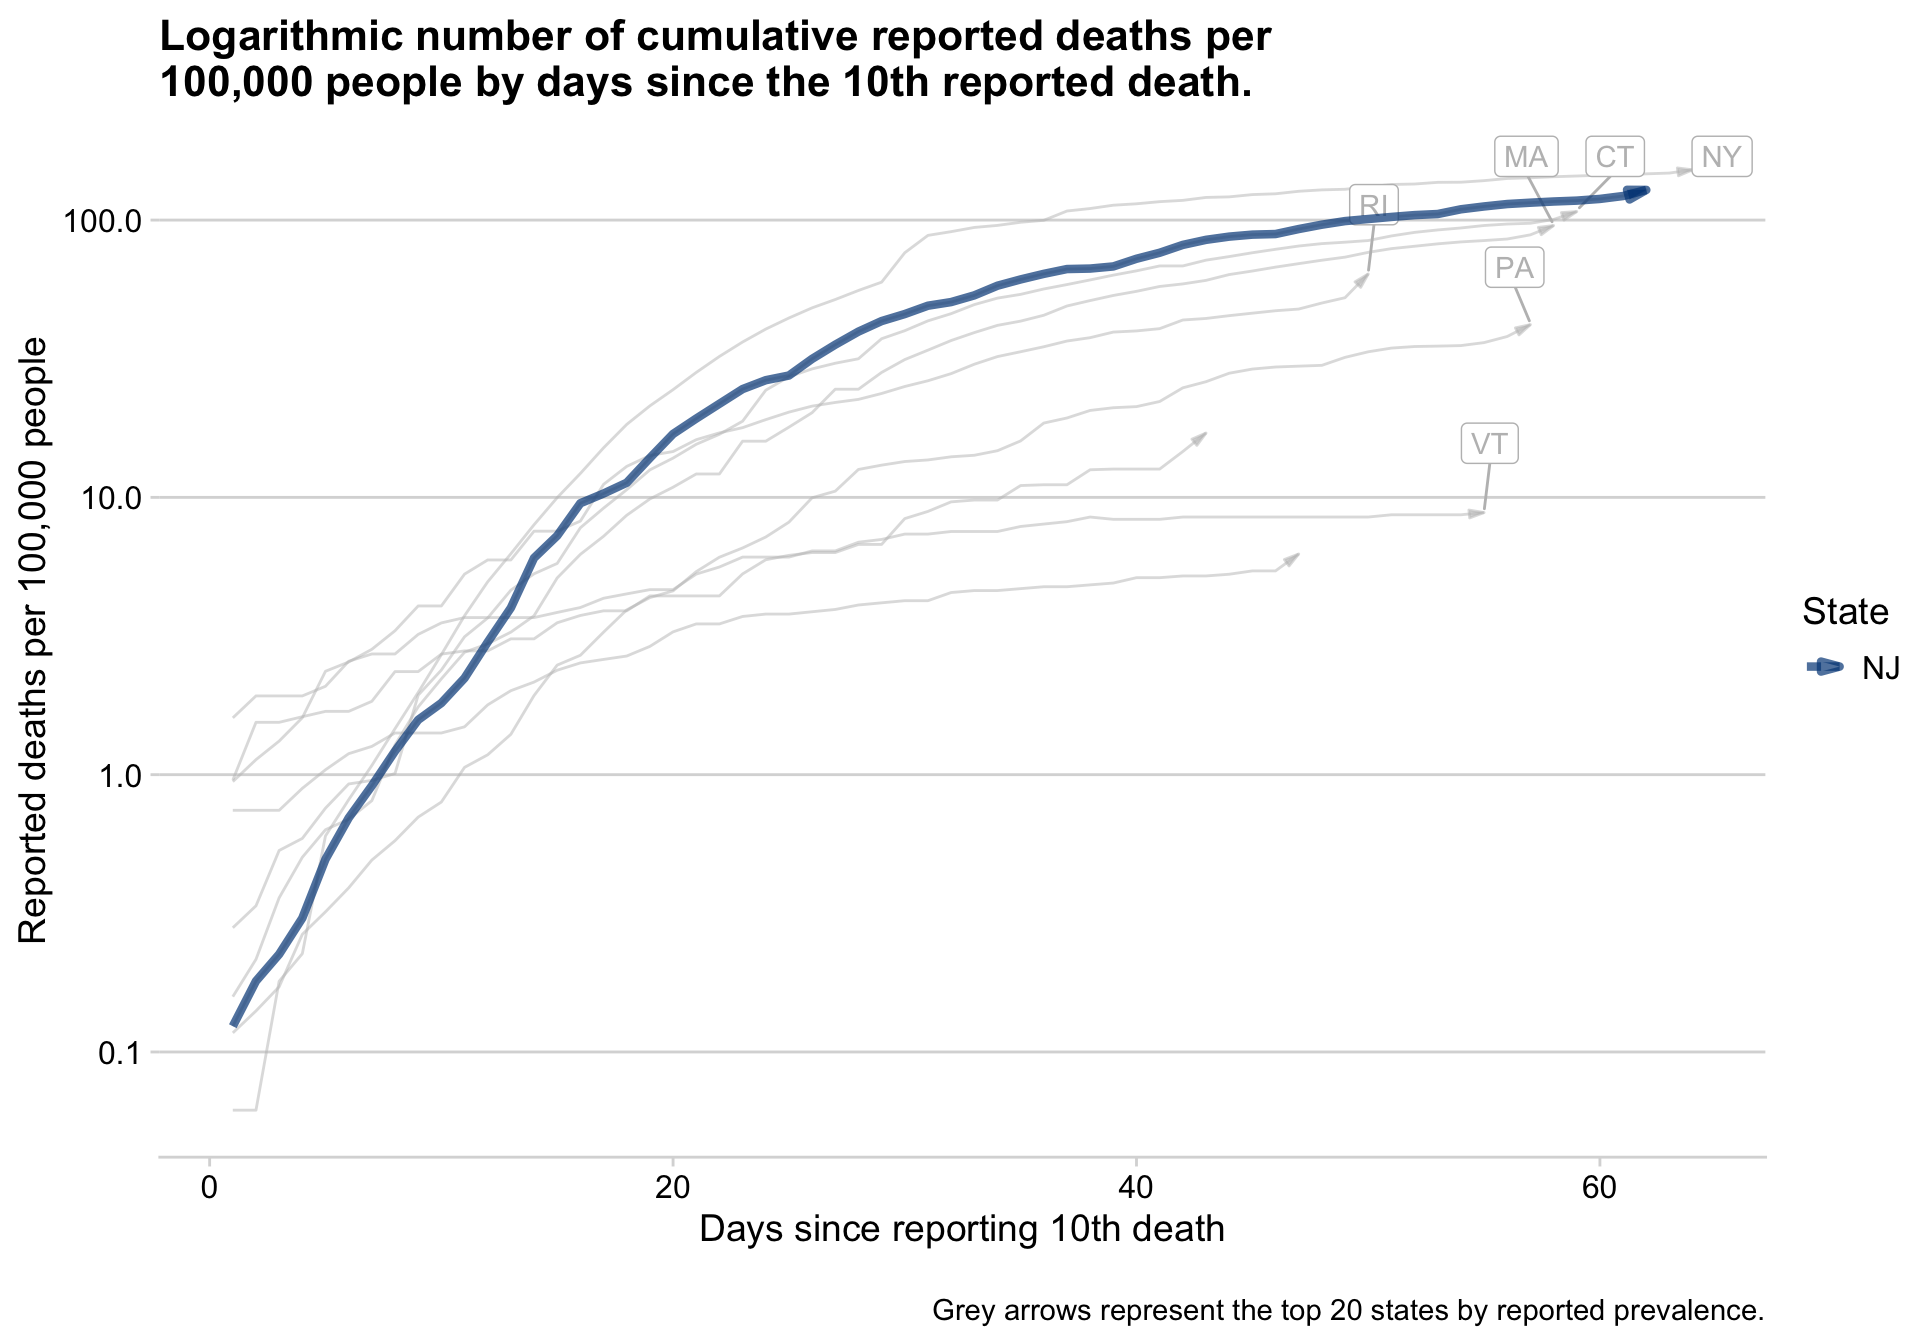 Logarithmic number of cumulative reported deaths per
100,000 people by days since the 10th reported death.
MA
CT
NY
RI
PA
VT
100.0
10.0
1.0
0.1
Reported deaths per 100,000 people
0
20
40
60
Days since reporting 10th death
State
NJ
Grey arrows represent the top 20 states by reported prevalence.